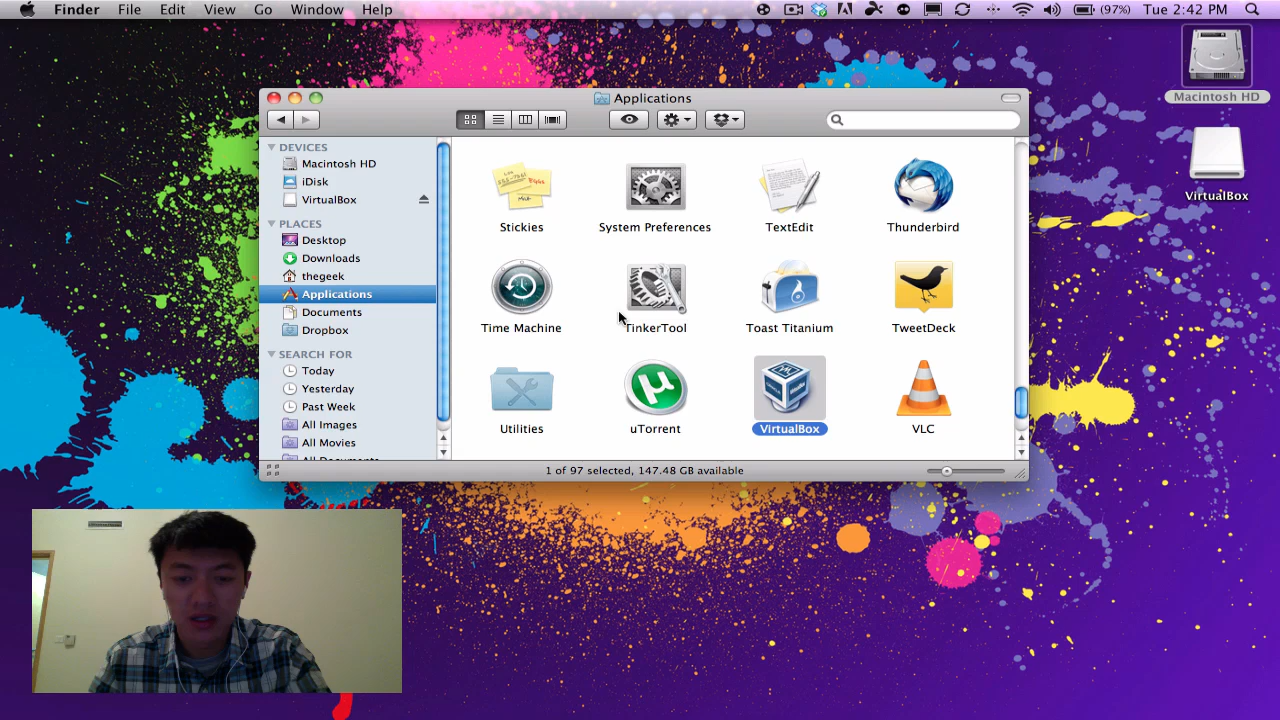 Finder File Edit View Go Window Help (97%) Tue 2:42 PM
Applications
Macintosh HD
VirtualBox
DEVICES
Macintosh HD
iDisk
VirtualBox
PLACES
Desktop
Downloads
thegeek
Applications
Documents
Dropbox
SEARCH FOR
Today
Yesterday
Past Week
All Images
All Movies
All Documents
Stickies System Preferences TextEdit Thunderbird
Time Machine TinkerTool Toast Titanium TweetDeck
Utilities uTorrent VirtualBox VLC
1 of 97 selected, 147.48 GB available